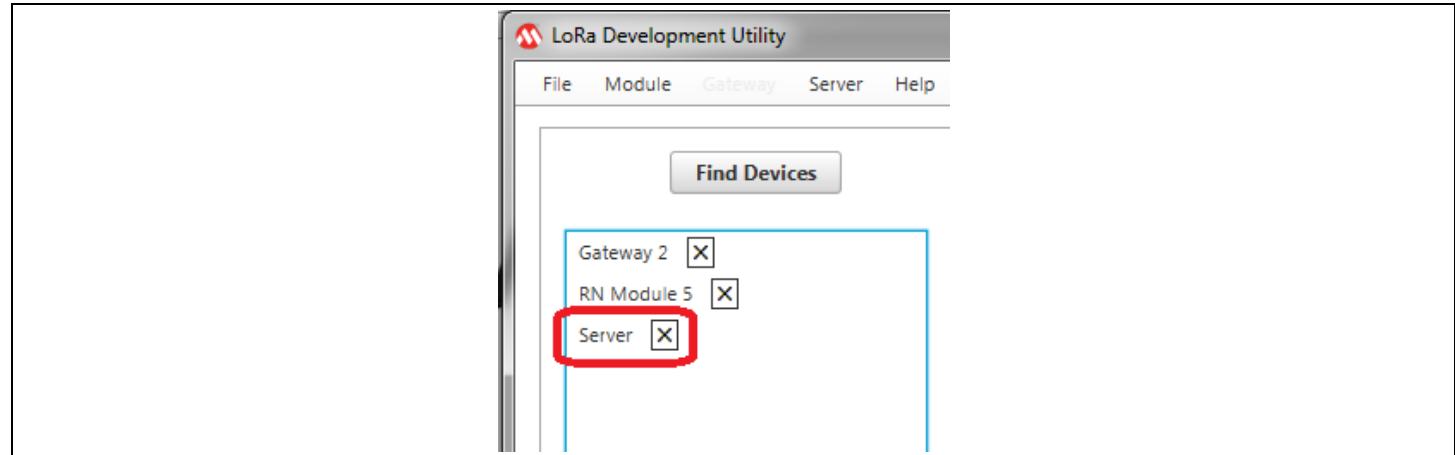 LoRa Development Utility
File Module Gateway Server Help
Find Devices
Gateway 2
RN Module 5
Server